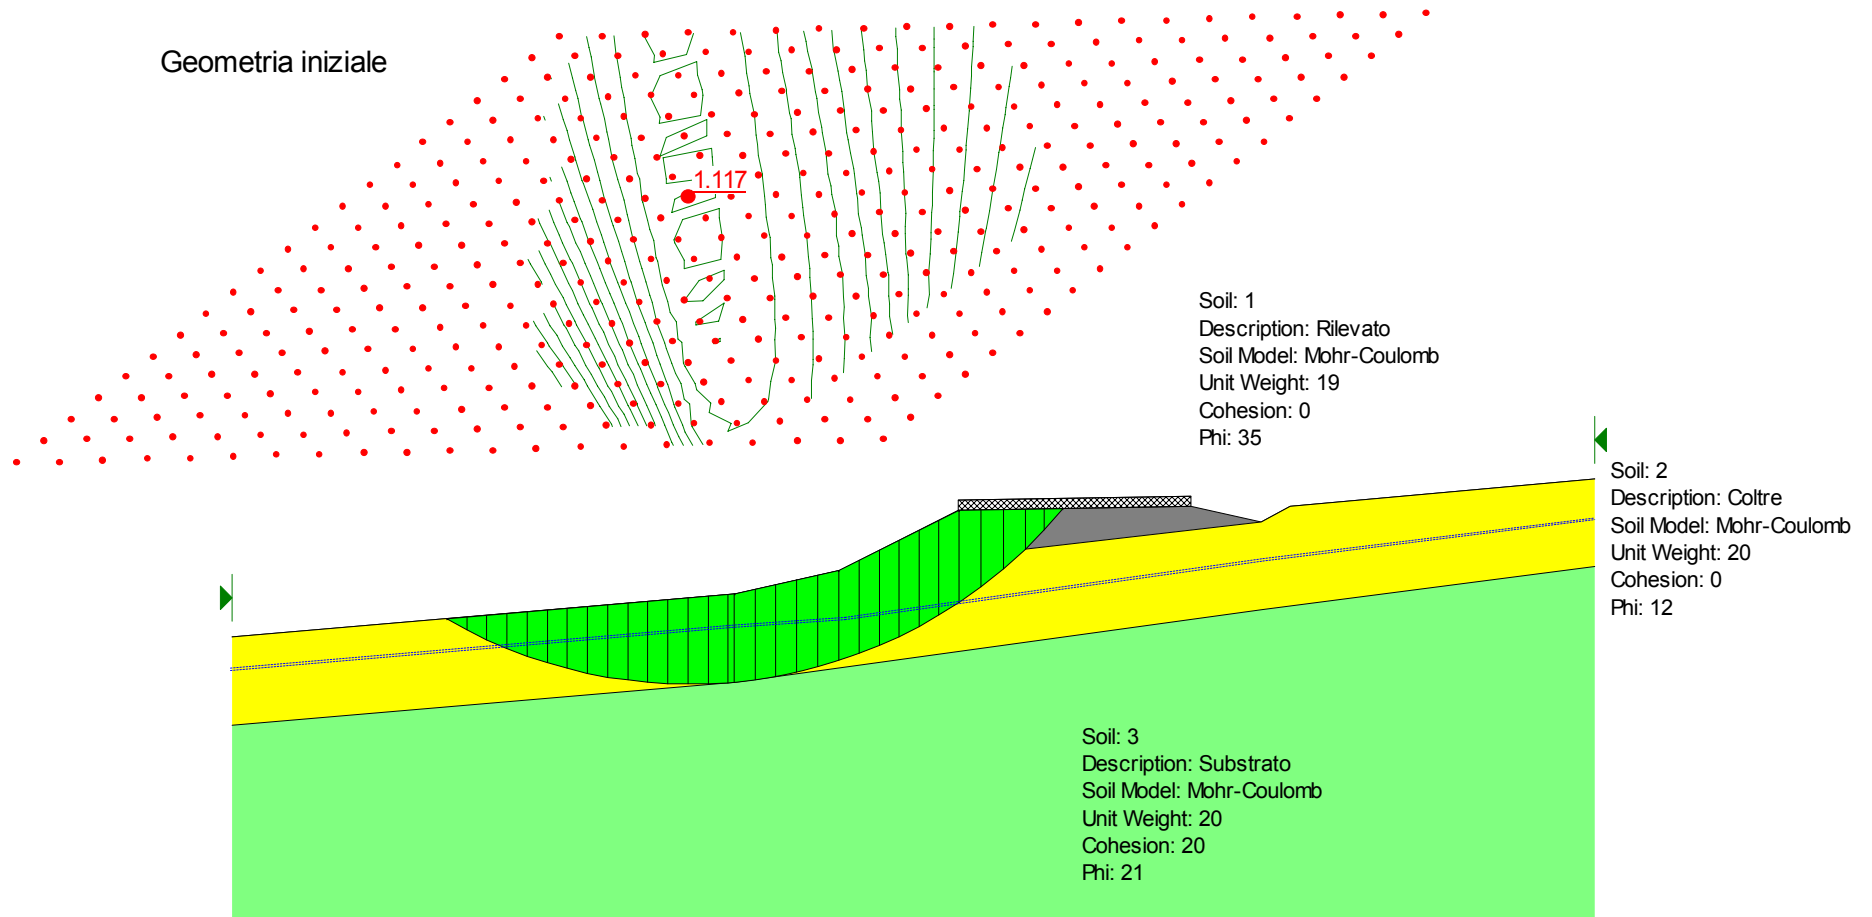 Geometria iniziale
1.117
Soil: 1
Description: Rilevato
Soil Model: Mohr-Coulomb
Unit Weight: 19
Cohesion: 0
Phi: 35
Soil: 2
Description: Coltre
Soil Model: Mohr-Coulomb
Unit Weight: 20
Cohesion: 0
Phi: 12
Soil: 3
Description: Substrato
Soil Model: Mohr-Coulomb
Unit Weight: 20
Cohesion: 20
Phi: 21